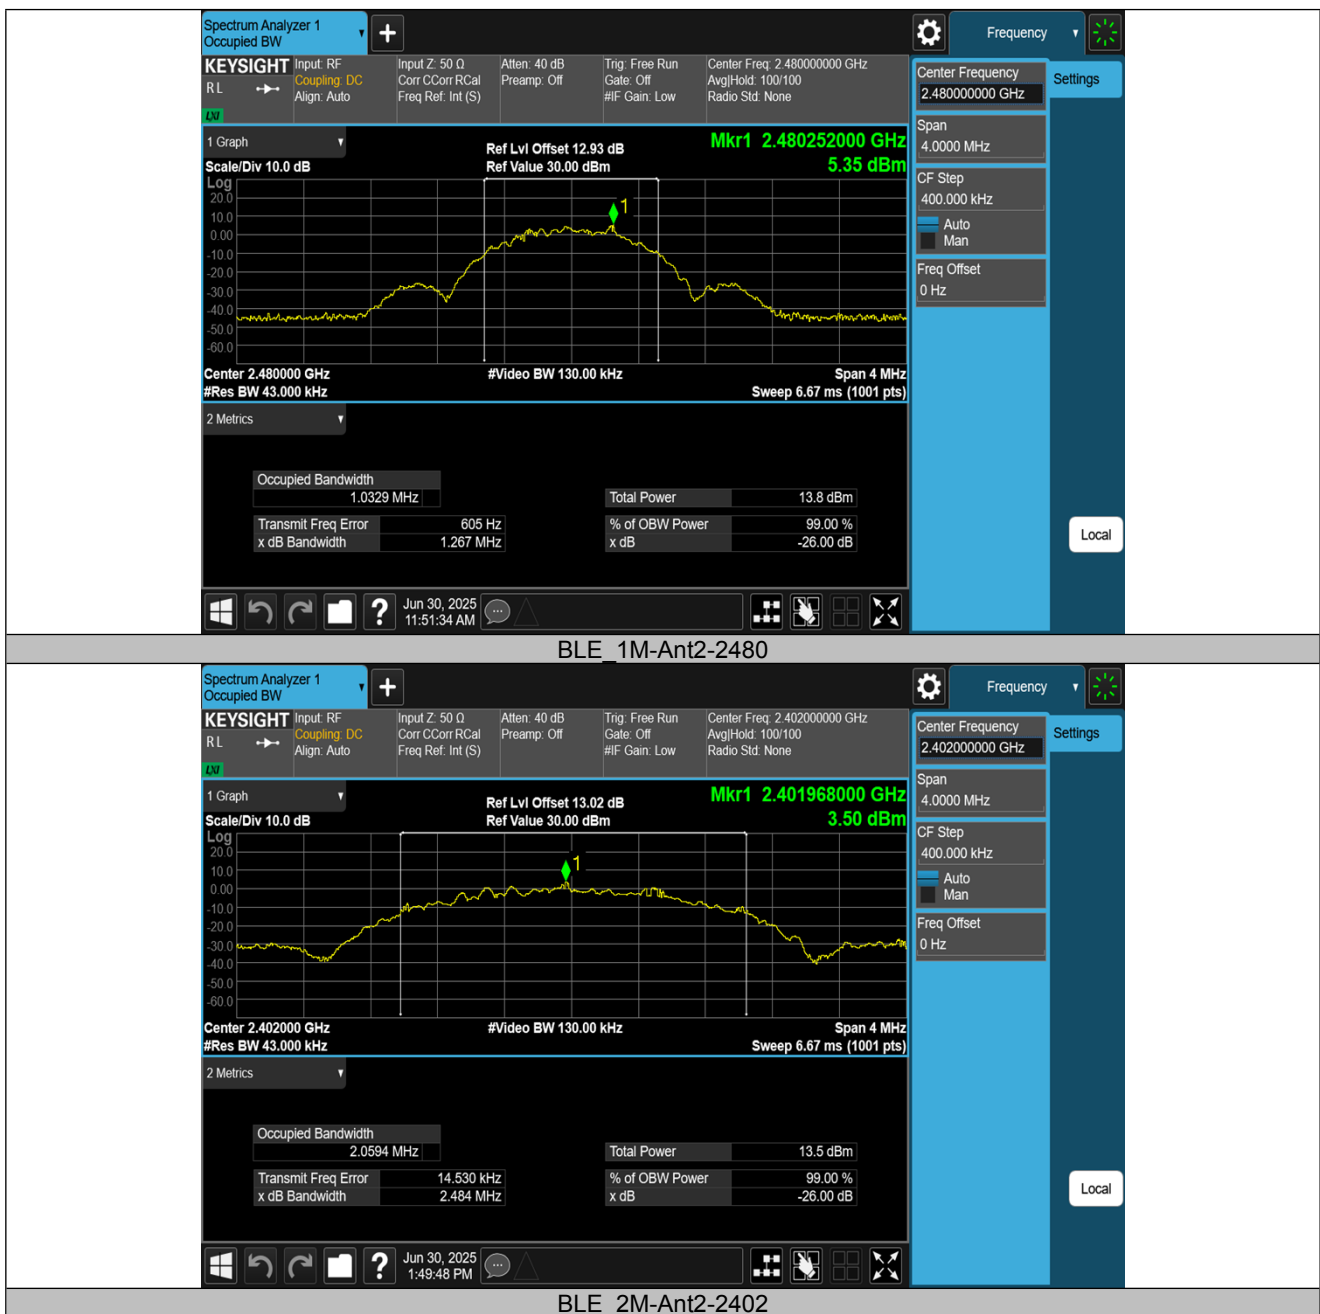 Spectrum Analyzer 1
Occupied BW
Frequency
KEYSIGHT
R L
LXI
Input: RF
Coupling: DC
Align: Auto
Input Z: 50 Ω
Corr CCorr RCal
Freq Ref: Int (S)
Atten: 40 dB
Preamp: Off
Trig: Free Run
Gate: Off
#IF Gain: Low
Center Freq: 2.480000000 GHz
Avg|Hold: 100/100
Radio Std: None
Center Frequency
2.480000000 GHz
Settings
Span
4.0000 MHz
CF Step
400.000 kHz
Auto
Man
Freq Offset
0 Hz
Local
1 Graph
Scale/Div 10.0 dB
Ref Lvl Offset 12.93 dB
Ref Value 30.00 dBm
Mkr1 2.480252000 GHz
5.35 dBm
Log
20.0
10.0
0.00
-10.0
-20.0
-30.0
-40.0
-50.0
-60.0
1
Center 2.480000 GHz
#Video BW 130.00 kHz
Span 4 MHz
#Res BW 43.000 kHz
Sweep 6.67 ms (1001 pts)
2 Metrics
Occupied Bandwidth
1.0329 MHz
Total Power 13.8 dBm
Transmit Freq Error 605 Hz
% of OBW Power 99.00 %
x dB Bandwidth 1.267 MHz
x dB -26.00 dB
Jun 30, 2025
11:51:34 AM
BLE_1M-Ant2-2480
Spectrum Analyzer 1
Occupied BW
Frequency
KEYSIGHT
R L
LXI
Input: RF
Coupling: DC
Align: Auto
Input Z: 50 Ω
Corr CCorr RCal
Freq Ref: Int (S)
Atten: 40 dB
Preamp: Off
Trig: Free Run
Gate: Off
#IF Gain: Low
Center Freq: 2.402000000 GHz
Avg|Hold: 100/100
Radio Std: None
Center Frequency
2.402000000 GHz
Settings
Span
4.0000 MHz
CF Step
400.000 kHz
Auto
Man
Freq Offset
0 Hz
Local
1 Graph
Scale/Div 10.0 dB
Ref Lvl Offset 13.02 dB
Ref Value 30.00 dBm
Mkr1 2.401968000 GHz
3.50 dBm
Log
20.0
10.0
0.00
-10.0
-20.0
-30.0
-40.0
-50.0
-60.0
1
Center 2.402000 GHz
#Video BW 130.00 kHz
Span 4 MHz
#Res BW 43.000 kHz
Sweep 6.67 ms (1001 pts)
2 Metrics
Occupied Bandwidth
2.0594 MHz
Total Power 13.5 dBm
Transmit Freq Error 14.530 kHz
% of OBW Power 99.00 %
x dB Bandwidth 2.484 MHz
x dB -26.00 dB
Jun 30, 2025
1:49:48 PM
BLE_2M-Ant2-2402